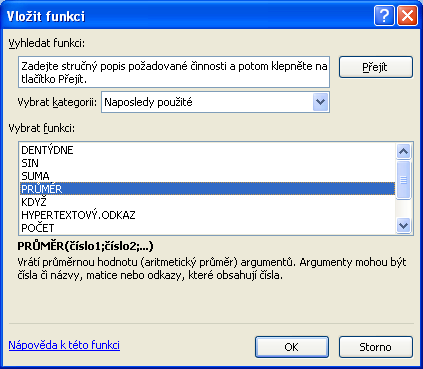 Vložit funkci
Vyhledat funkci:
Zadejte stručný popis požadované činnosti a potom klepněte na
tlačítko Přejít.
Přejít
Vybrat kategorii:
Naposledy použité
Vybrat funkci:
DENTÝDNE
SIN
SUMA
PRŮMĚR
KDYŽ
HYPERTEXTOVÝ.ODKAZ
POČET
PRŮMĚR(číslo1;číslo2;...)
Vrátí průměrnou hodnotu (aritmetický průměr) argumentů. Argumenty mohou být
čísla či názvy, matice nebo odkazy, které obsahují čísla.
Nápověda k této funkci
OK
Storno